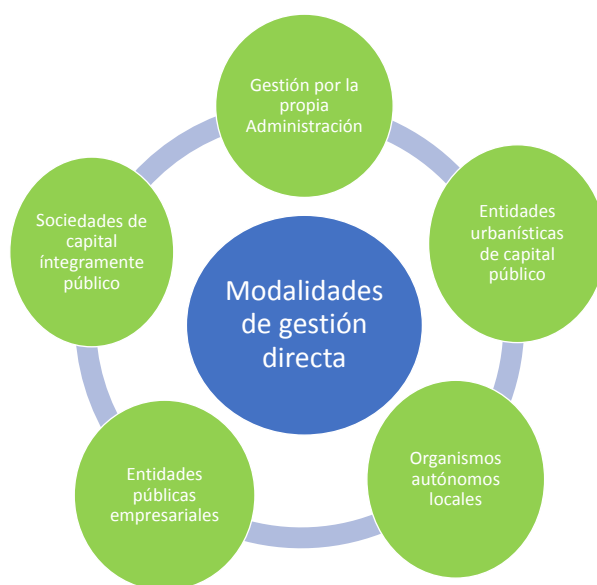 Gestión por la
propia
Administración
Entidades
urbanísticas
de capital
público
Organismos
autónomos
locales
Entidades
públicas
empresariales
Sociedades de
capital
íntegramente
público
Modalidades
de gestión
directa